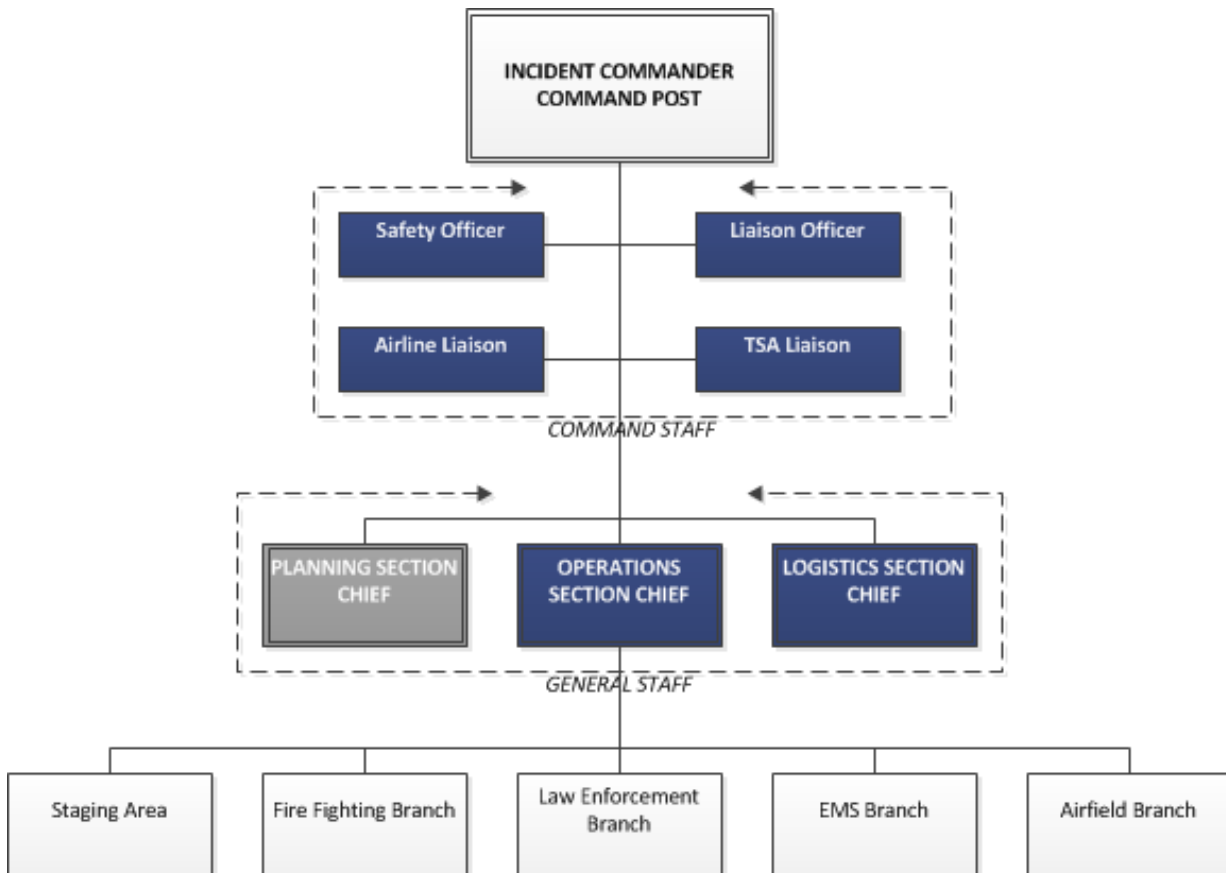 INCIDENT COMMANDER
COMMAND POST
Safety Officer
Liaison Officer
Airline Liaison
TSA Liaison
COMMAND STAFF
PLANNING SECTION
CHIEF
OPERATIONS
SECTION CHIEF
LOGISTICS SECTION
CHIEF
GENERAL STAFF
Staging Area
Fire Fighting Branch
Law Enforcement
Branch
EMS Branch
Airfield Branch